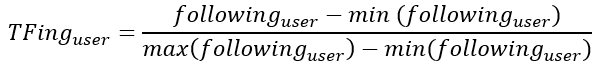 TFing_user = (following_user − min (following_user)) / (max(following_user) − min(following_user))